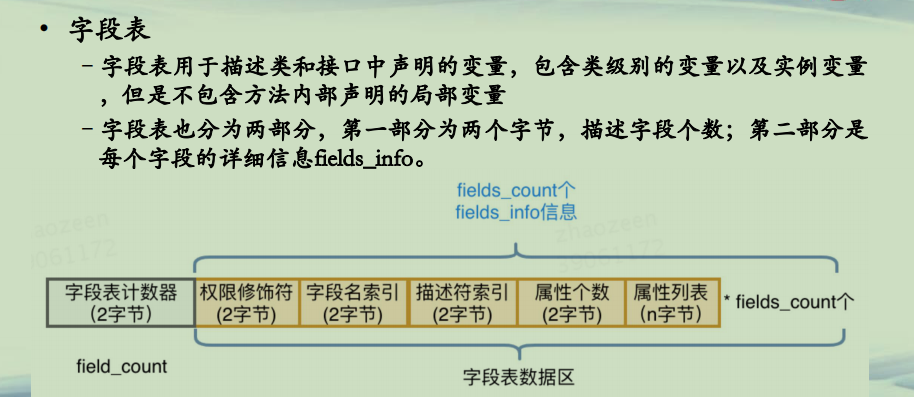 • 字段表
– 字段表用于描述类和接口中声明的变量，包含类级别的变量以及实例变量
，但是不包含方法内部声明的局部变量
– 字段表也分为两部分，第一部分为两个字节，描述字段个数；第二部分是
每个字段的详细信息fields_info。
fields_count个
fields_info信息
aozeen
zhaozeen
061172
39061172
字段表计数器
（2字节）
权限修饰符
(2字节)
字段名索引
(2字节)
描述符索引
(2字节)
属性个数
(2字节)
属性列表
（n字节）
* fields_count个
field_count
字段表数据区